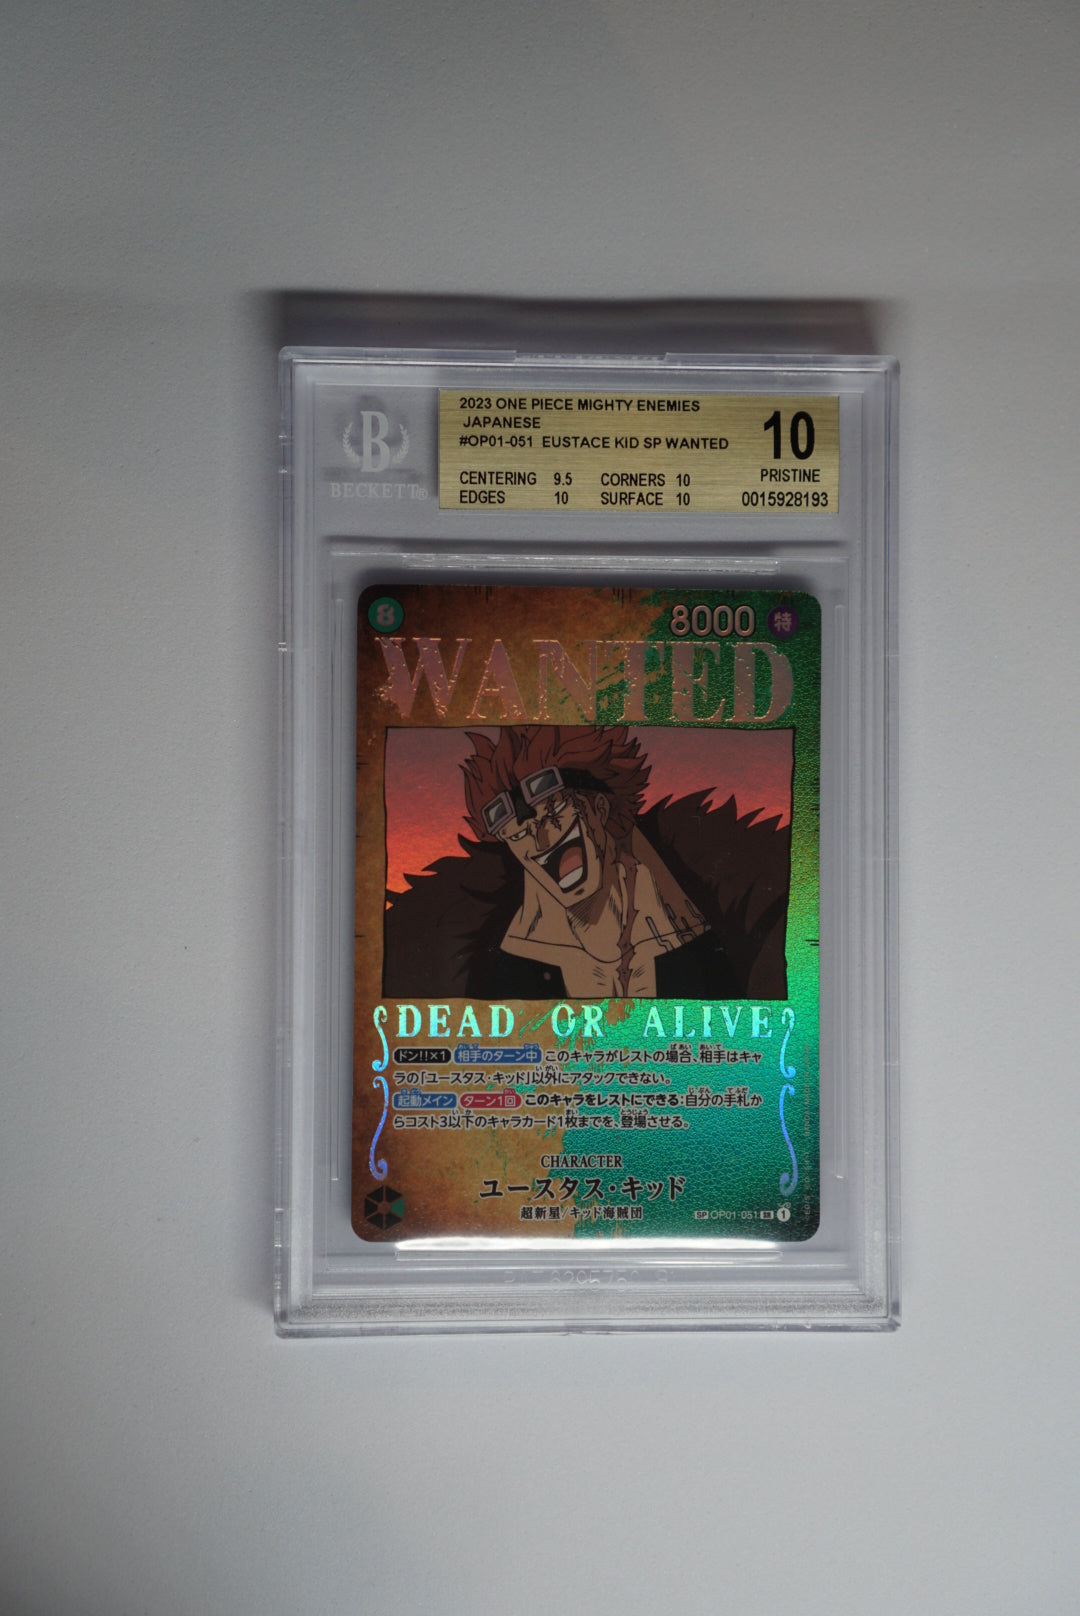 B
BECKETT®
2023 ONE PIECE MIGHTY ENEMIES
JAPANESE
#OP01-051 EUSTACE KID SP WANTED
10
PRISTINE
CENTERING 9.5 CORNERS 10
EDGES 10 SURFACE 10
0015928193
8
8000 特
WANTED
DEAD OR ALIVE
ドン!!×1 相手のターン中 このキャラがレストの場合、相手はキャ
ラの「ユースタス・キッド」以外にアタックできない。
起動メイン ターン1回 このキャラをレストにできる:自分の手札か
らコスト3以下のキャラカード1枚までを、登場させる。
CHARACTER
ユースタス・キッド
超新星/キッド海賊団
SP OP01-051 SR 1